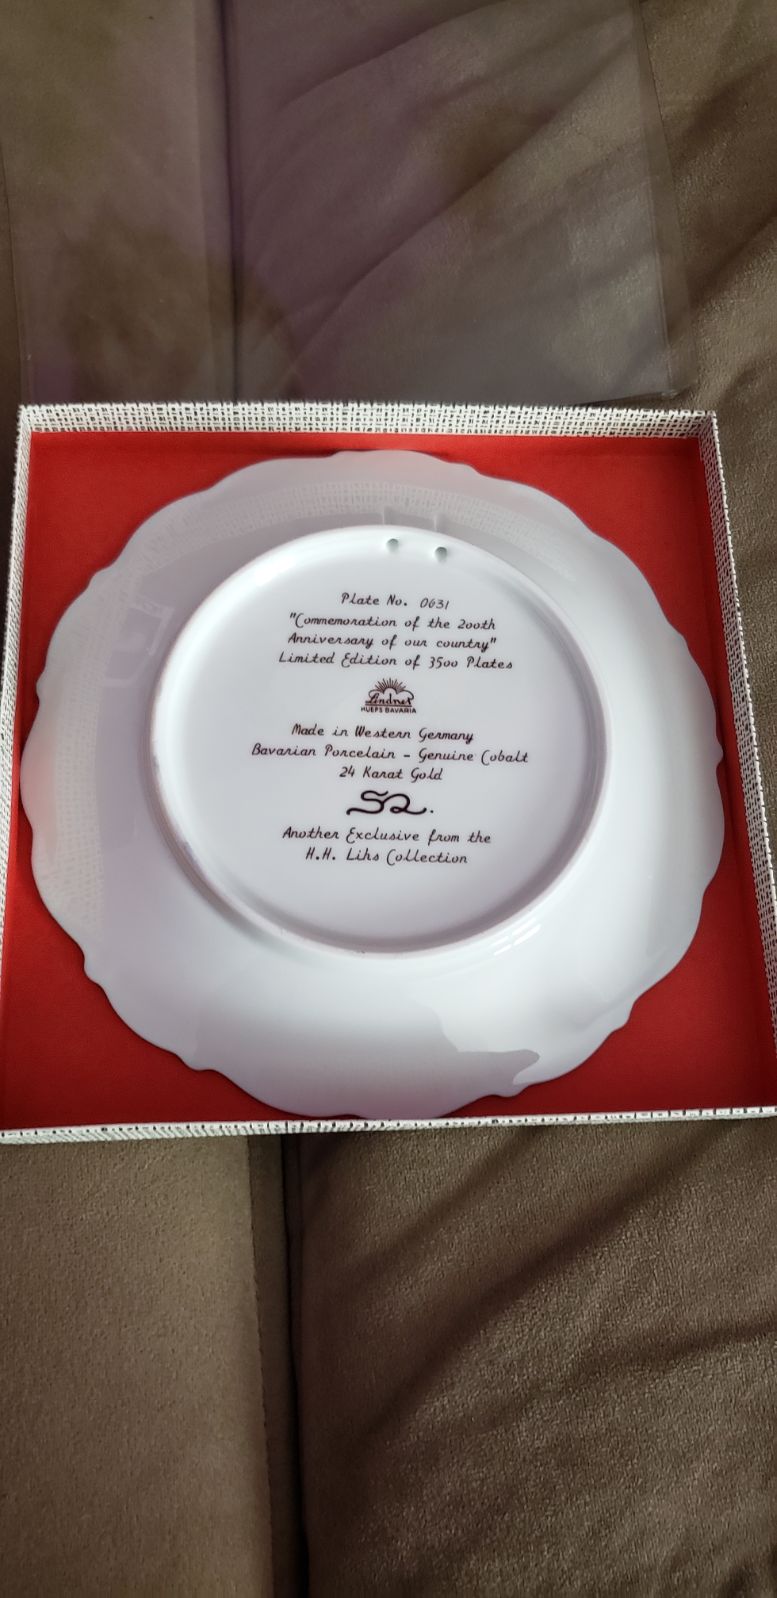 Plate No. 0631
"Commemoration of the 200th
Anniversary of our country"
Limited Edition of 3500 Plates
Lindner
KUEPS BAVARIA
Made in Western Germany
Bavarian Porcelain - Genuine Cobalt
24 Karat Gold
Another Exclusive from the
H.H. Lihs Collection